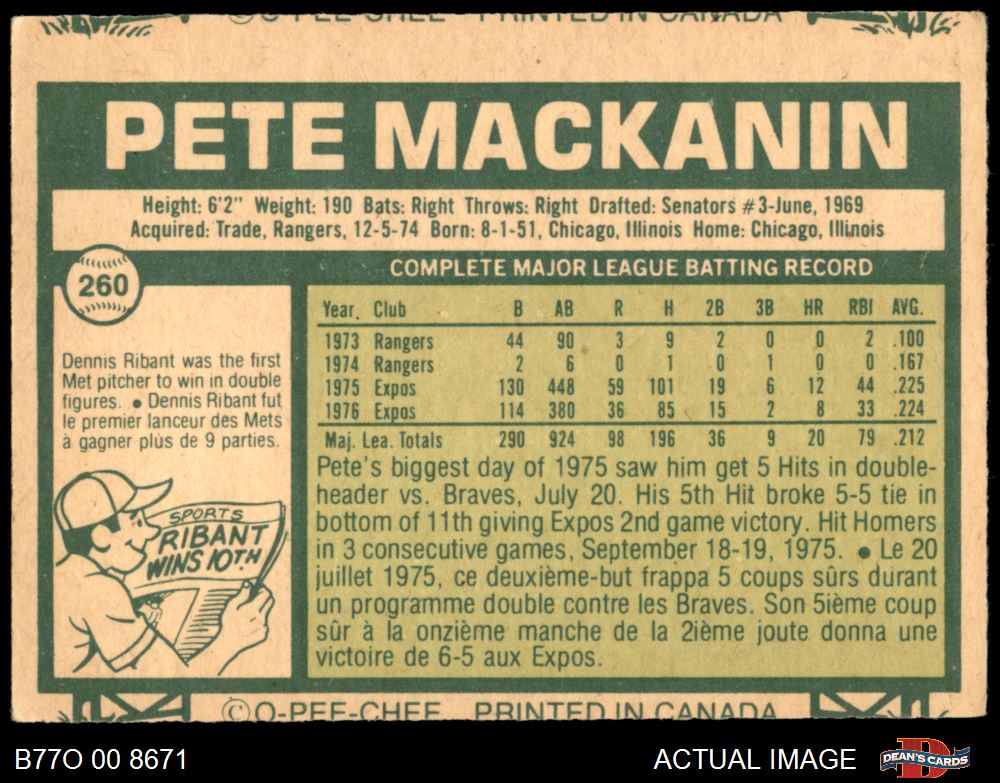 ©O-PEE-CHEE PRINTED IN CANADA
PETE MACKANIN
Height: 6'2" Weight: 190 Bats: Right Throws: Right Drafted: Senators #3-June, 1969
Acquired: Trade, Rangers, 12-5-74 Born: 8-1-51, Chicago, Illinois Home: Chicago, Illinois
260
COMPLETE MAJOR LEAGUE BATTING RECORD
Year. Club B AB R H 2B 3B HR RBI AVG.
1973 Rangers 44 90 3 9 2 0 0 2 .100
1974 Rangers 2 6 0 1 0 1 0 0 .167
1975 Expos 130 448 59 101 19 6 12 44 .225
1976 Expos 114 380 36 85 15 2 8 33 .224
Maj. Lea. Totals 290 924 98 196 36 9 20 79 .212
Dennis Ribant was the first
Met pitcher to win in double
figures. ● Dennis Ribant fut
le premier lanceur des Mets
à gagner plus de 9 parties.
SPORTS
RIBANT
WINS 10TH
Pete's biggest day of 1975 saw him get 5 Hits in double-
header vs. Braves, July 20. His 5th Hit broke 5-5 tie in
bottom of 11th giving Expos 2nd game victory. Hit Homers
in 3 consecutive games, September 18-19, 1975. ● Le 20
juillet 1975, ce deuxième-but frappa 5 coups sûrs durant
un programme double contre les Braves. Son 5ième coup
sûr à la onzième manche de la 2ième joute donna une
victoire de 6-5 aux Expos.
©O-PEE-CHEE PRINTED IN CANADA
B77O 00 8671
ACTUAL IMAGE
DEAN'S CARDS